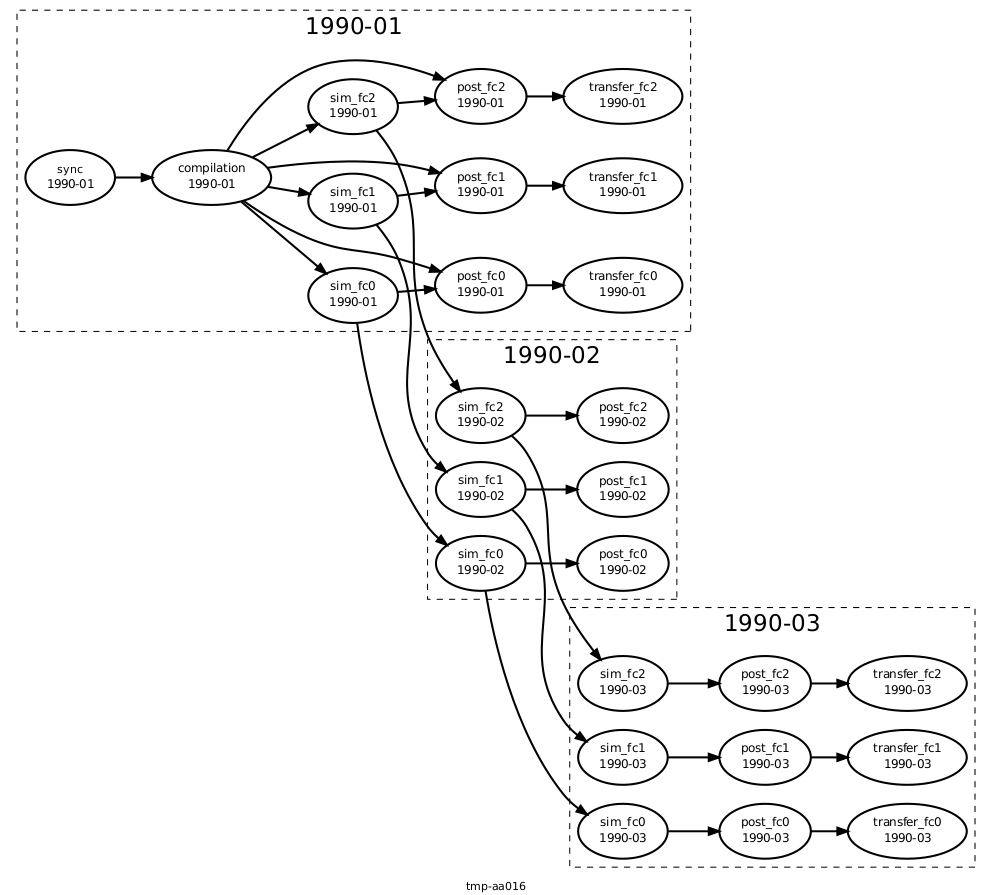 1990-01
sync
1990-01
compilation
1990-01
sim_fc2
1990-01
post_fc2
1990-01
transfer_fc2
1990-01
sim_fc1
1990-01
post_fc1
1990-01
transfer_fc1
1990-01
sim_fc0
1990-01
post_fc0
1990-01
transfer_fc0
1990-01
1990-02
sim_fc2
1990-02
post_fc2
1990-02
sim_fc1
1990-02
post_fc1
1990-02
sim_fc0
1990-02
post_fc0
1990-02
1990-03
sim_fc2
1990-03
post_fc2
1990-03
transfer_fc2
1990-03
sim_fc1
1990-03
post_fc1
1990-03
transfer_fc1
1990-03
sim_fc0
1990-03
post_fc0
1990-03
transfer_fc0
1990-03
tmp-aa016